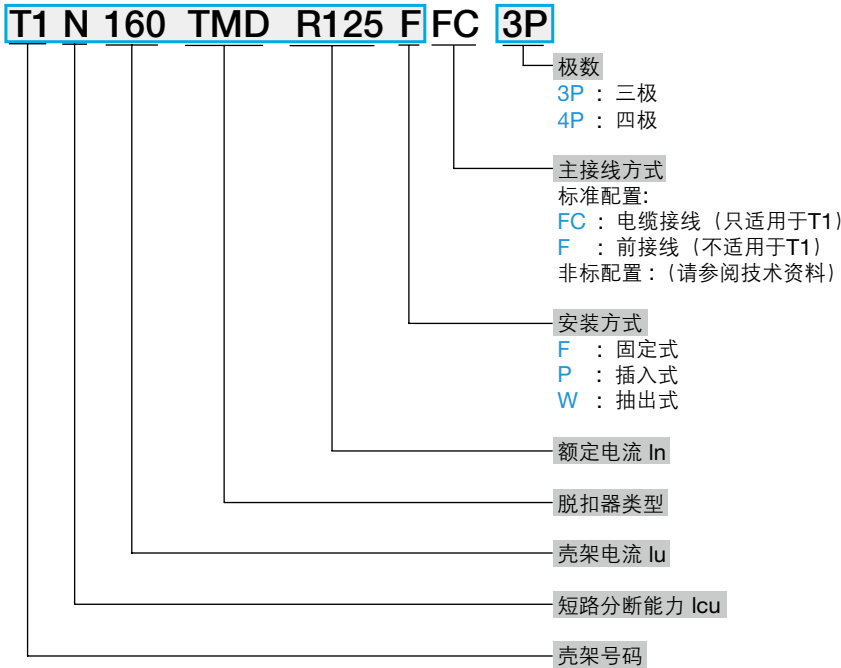 T1 N 160 TMD R125 F FC 3P
极数
3P : 三极
4P : 四极
主接线方式
标准配置:
FC : 电缆接线（只适用于T1）
F : 前接线（不适用于T1）
非标配置 :（请参阅技术资料）
安装方式
F : 固定式
P : 插入式
W : 抽出式
额定电流 In
脱扣器类型
壳架电流 Iu
短路分断能力 Icu
壳架号码